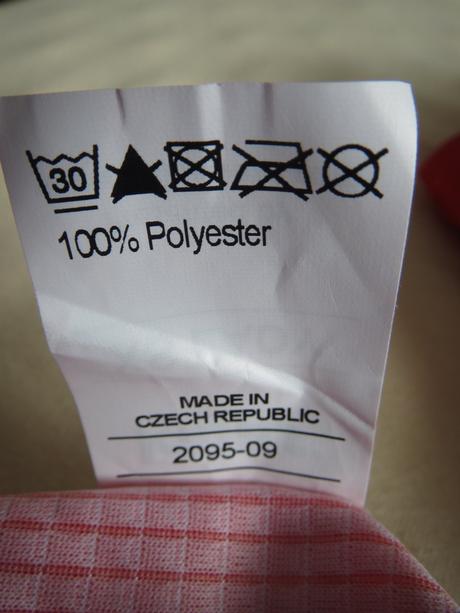 30
100% Polyester
MADE IN
CZECH REPUBLIC
2095-09